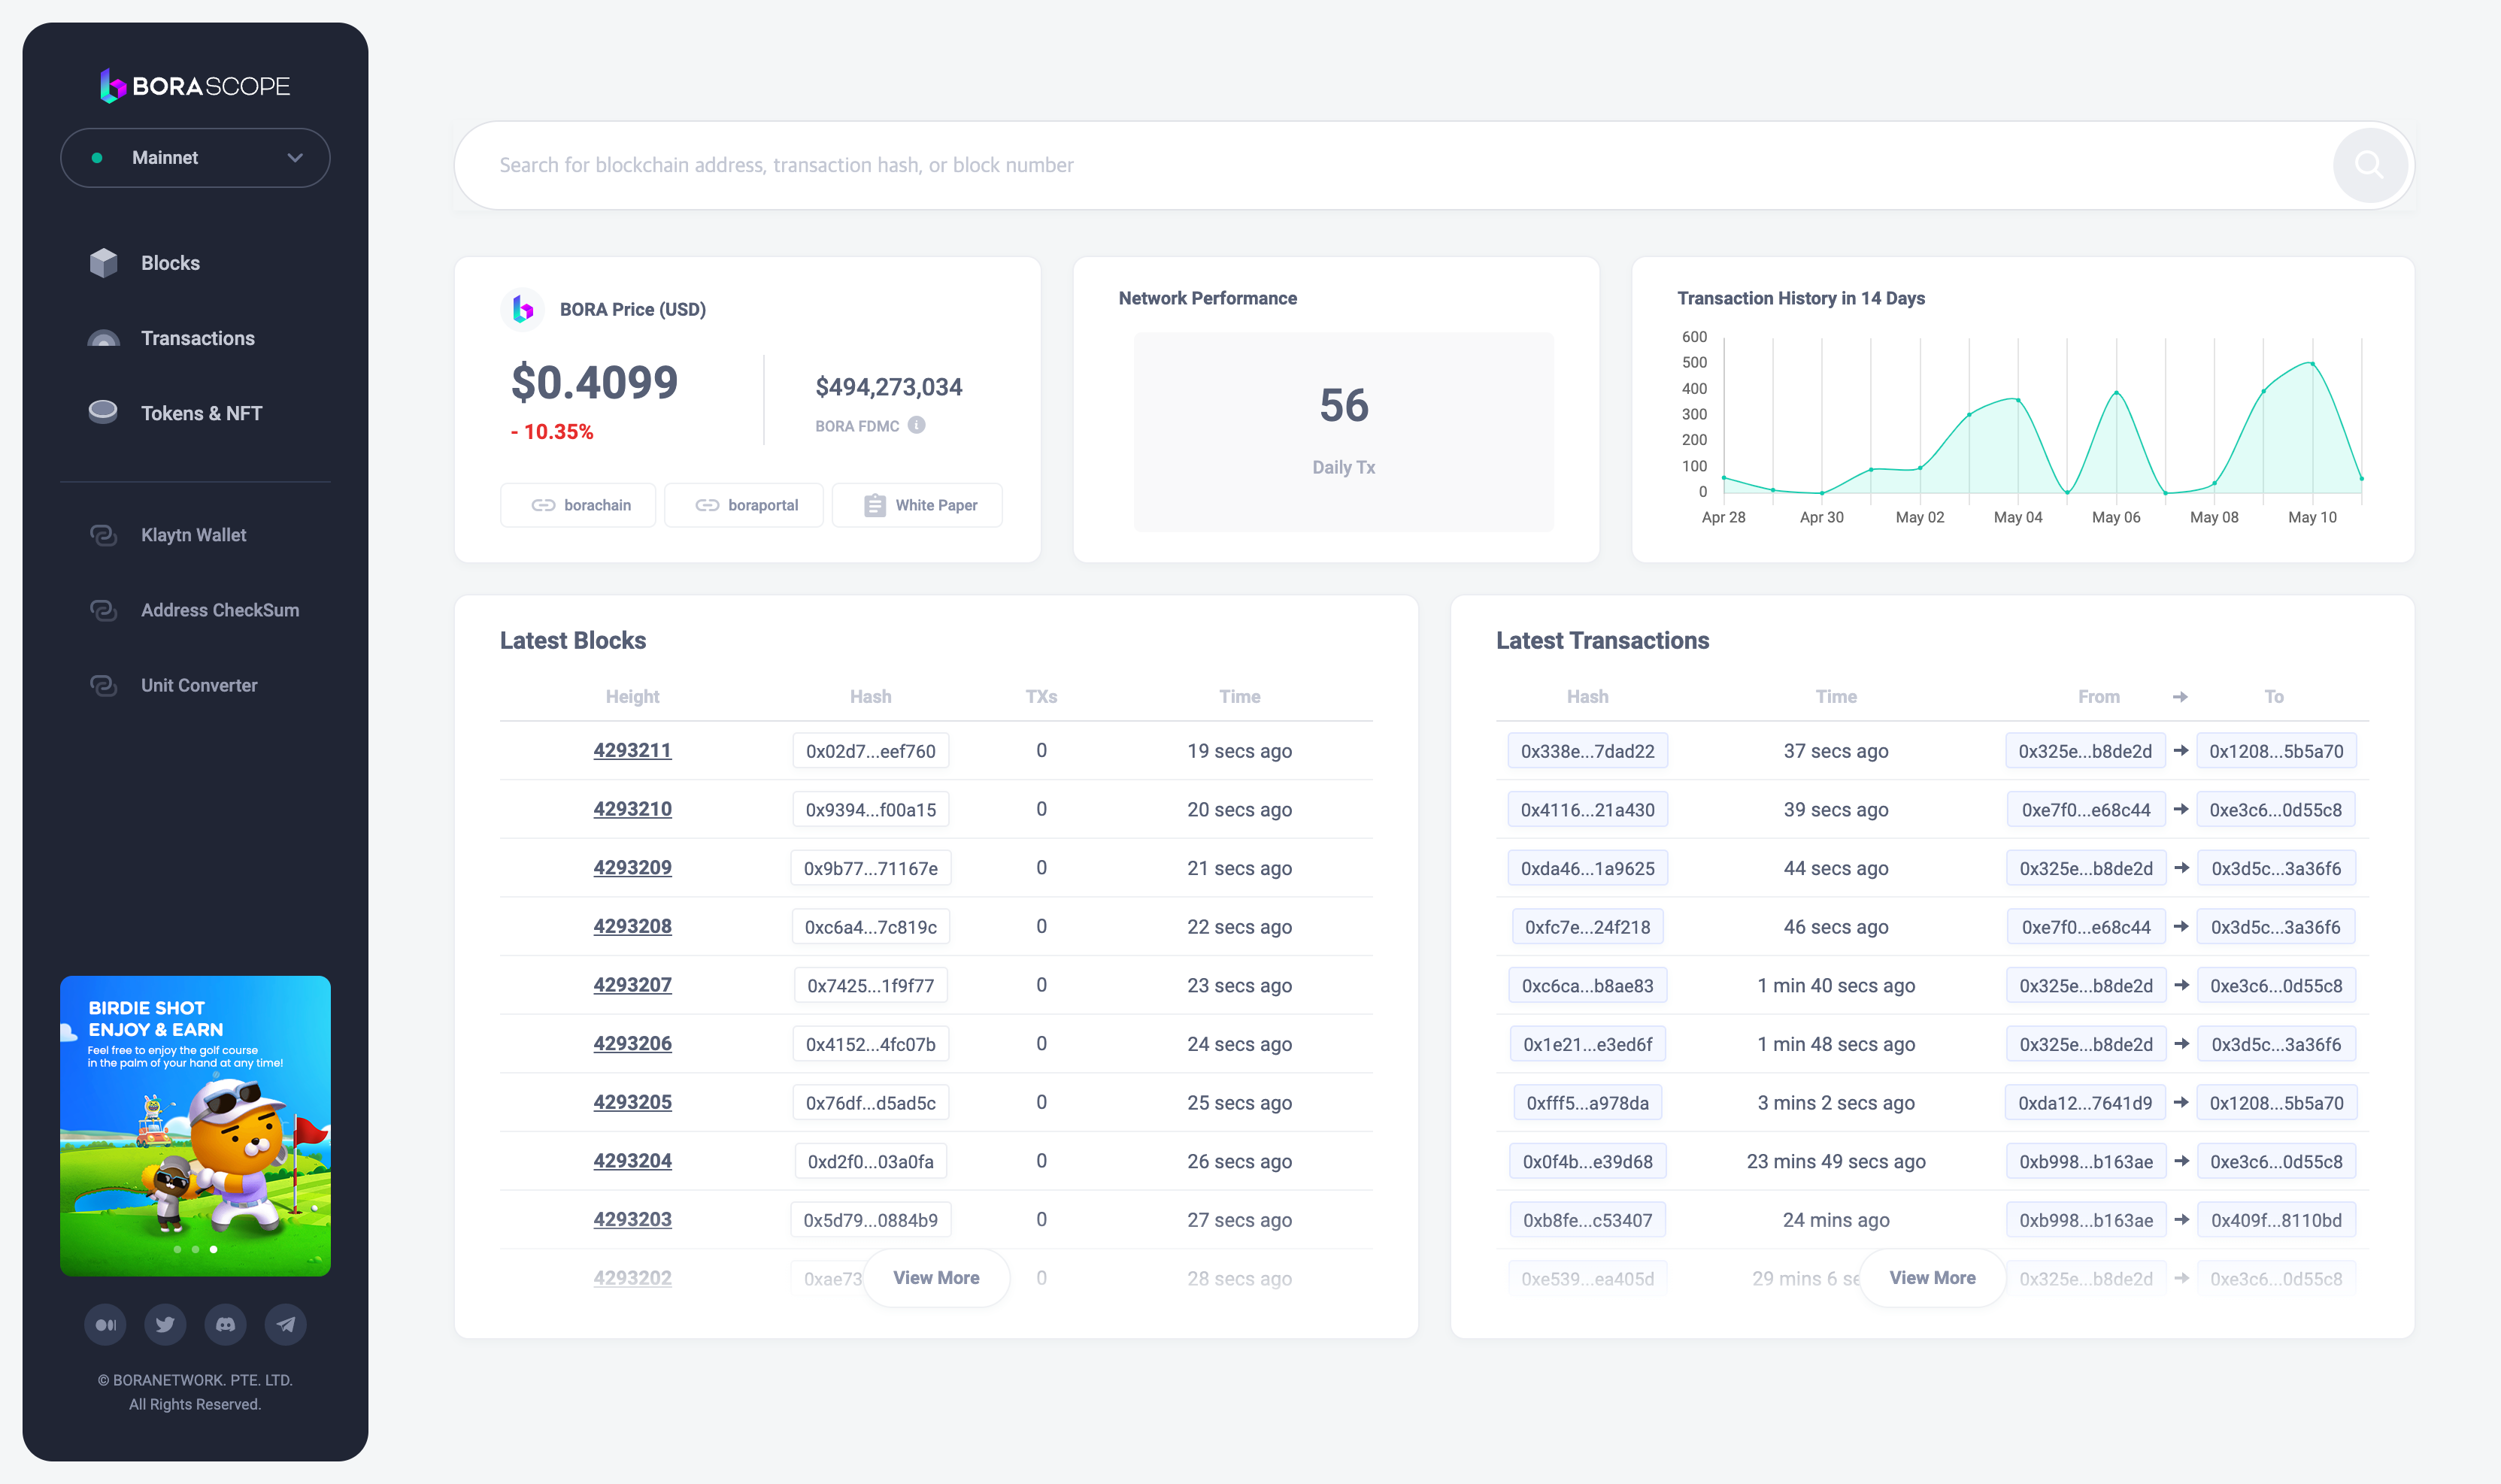 BORASCOPE
Mainnet
Blocks
Transactions
Tokens & NFT
Klaytn Wallet
Address CheckSum
Unit Converter
BIRDIE SHOT
ENJOY & EARN
Feel free to enjoy the golf course
in the palm of your hand at any time!
© BORANETWORK. PTE. LTD.
All Rights Reserved.
Search for blockchain address, transaction hash, or block number
BORA Price (USD)
$0.4099
- 10.35%
$494,273,034
BORA FDMC
borachain boraportal White Paper
Network Performance
56
Daily Tx
Transaction History in 14 Days
600
500
400
300
200
100
0
Apr 28 Apr 30 May 02 May 04 May 06 May 08 May 10
Latest Blocks
Height Hash TXs Time
4293211 0x02d7...eef760 0 19 secs ago
4293210 0x9394...f00a15 0 20 secs ago
4293209 0x9b77...71167e 0 21 secs ago
4293208 0xc6a4...7c819c 0 22 secs ago
4293207 0x7425...1f9f77 0 23 secs ago
4293206 0x4152...4fc07b 0 24 secs ago
4293205 0x76df...d5ad5c 0 25 secs ago
4293204 0xd2f0...03a0fa 0 26 secs ago
4293203 0x5d79...0884b9 0 27 secs ago
4293202 0xae73 0 28 secs ago
View More
Latest Transactions
Hash Time From → To
0x338e...7dad22 37 secs ago 0x325e...b8de2d → 0x1208...5b5a70
0x4116...21a430 39 secs ago 0xe7f0...e68c44 → 0xe3c6...0d55c8
0xda46...1a9625 44 secs ago 0x325e...b8de2d → 0x3d5c...3a36f6
0xfc7e...24f218 46 secs ago 0xe7f0...e68c44 → 0x3d5c...3a36f6
0xc6ca...b8ae83 1 min 40 secs ago 0x325e...b8de2d → 0xe3c6...0d55c8
0x1e21...e3ed6f 1 min 48 secs ago 0x325e...b8de2d → 0x3d5c...3a36f6
0xfff5...a978da 3 mins 2 secs ago 0xda12...7641d9 → 0x1208...5b5a70
0x0f4b...e39d68 23 mins 49 secs ago 0xb998...b163ae → 0xe3c6...0d55c8
0xb8fe...c53407 24 mins ago 0xb998...b163ae → 0x409f...8110bd
0xe539...ea405d 29 mins 6 se 0x325e...b8de2d → 0xe3c6...0d55c8
View More